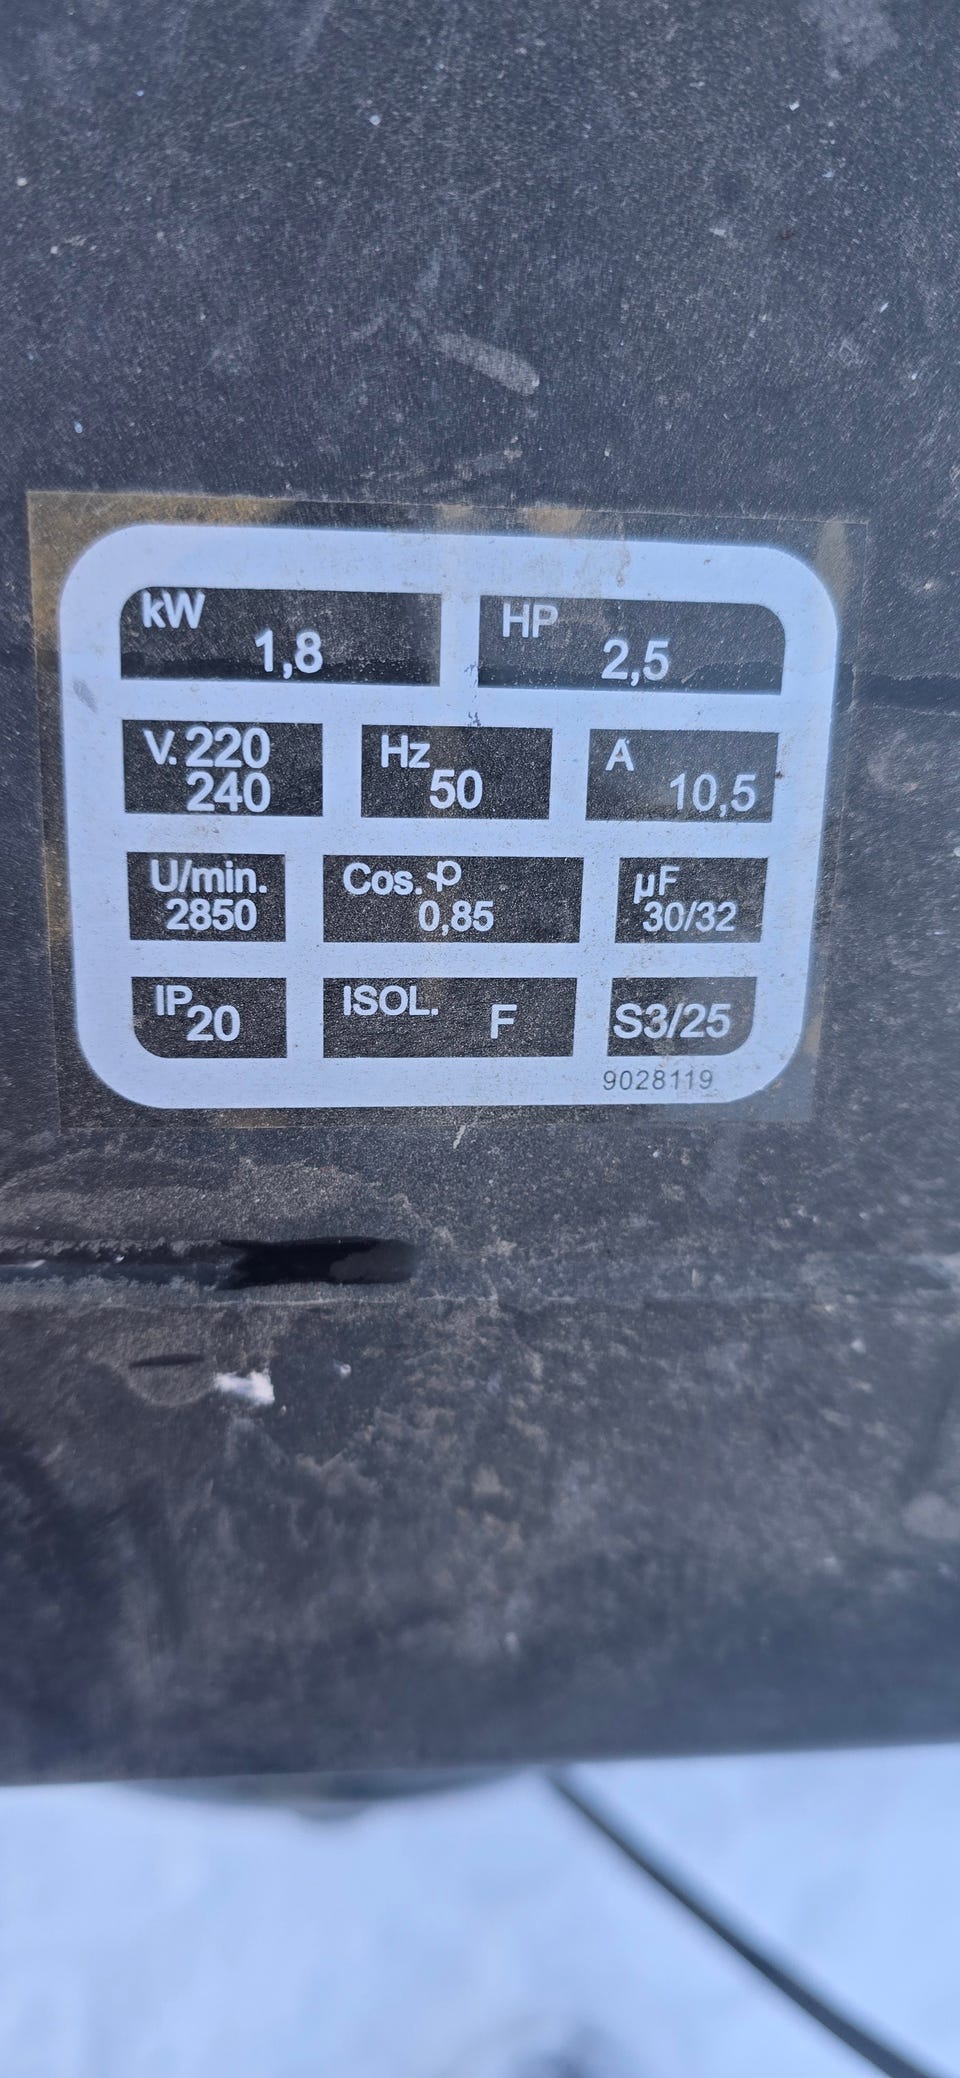 kW 1,8 HP 2,5
V. 220 240 Hz 50 A 10,5
U/min. 2850 Cos. φ 0,85 µF 30/32
IP 20 ISOL. F S3/25
9028119